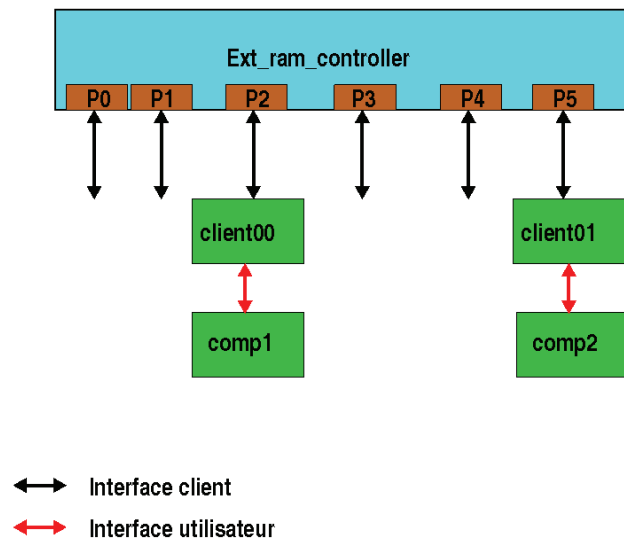 Ext_ram_controller
P0 P1 P2 P3 P4 P5
client00 client01
comp1 comp2
Interface client
Interface utilisateur